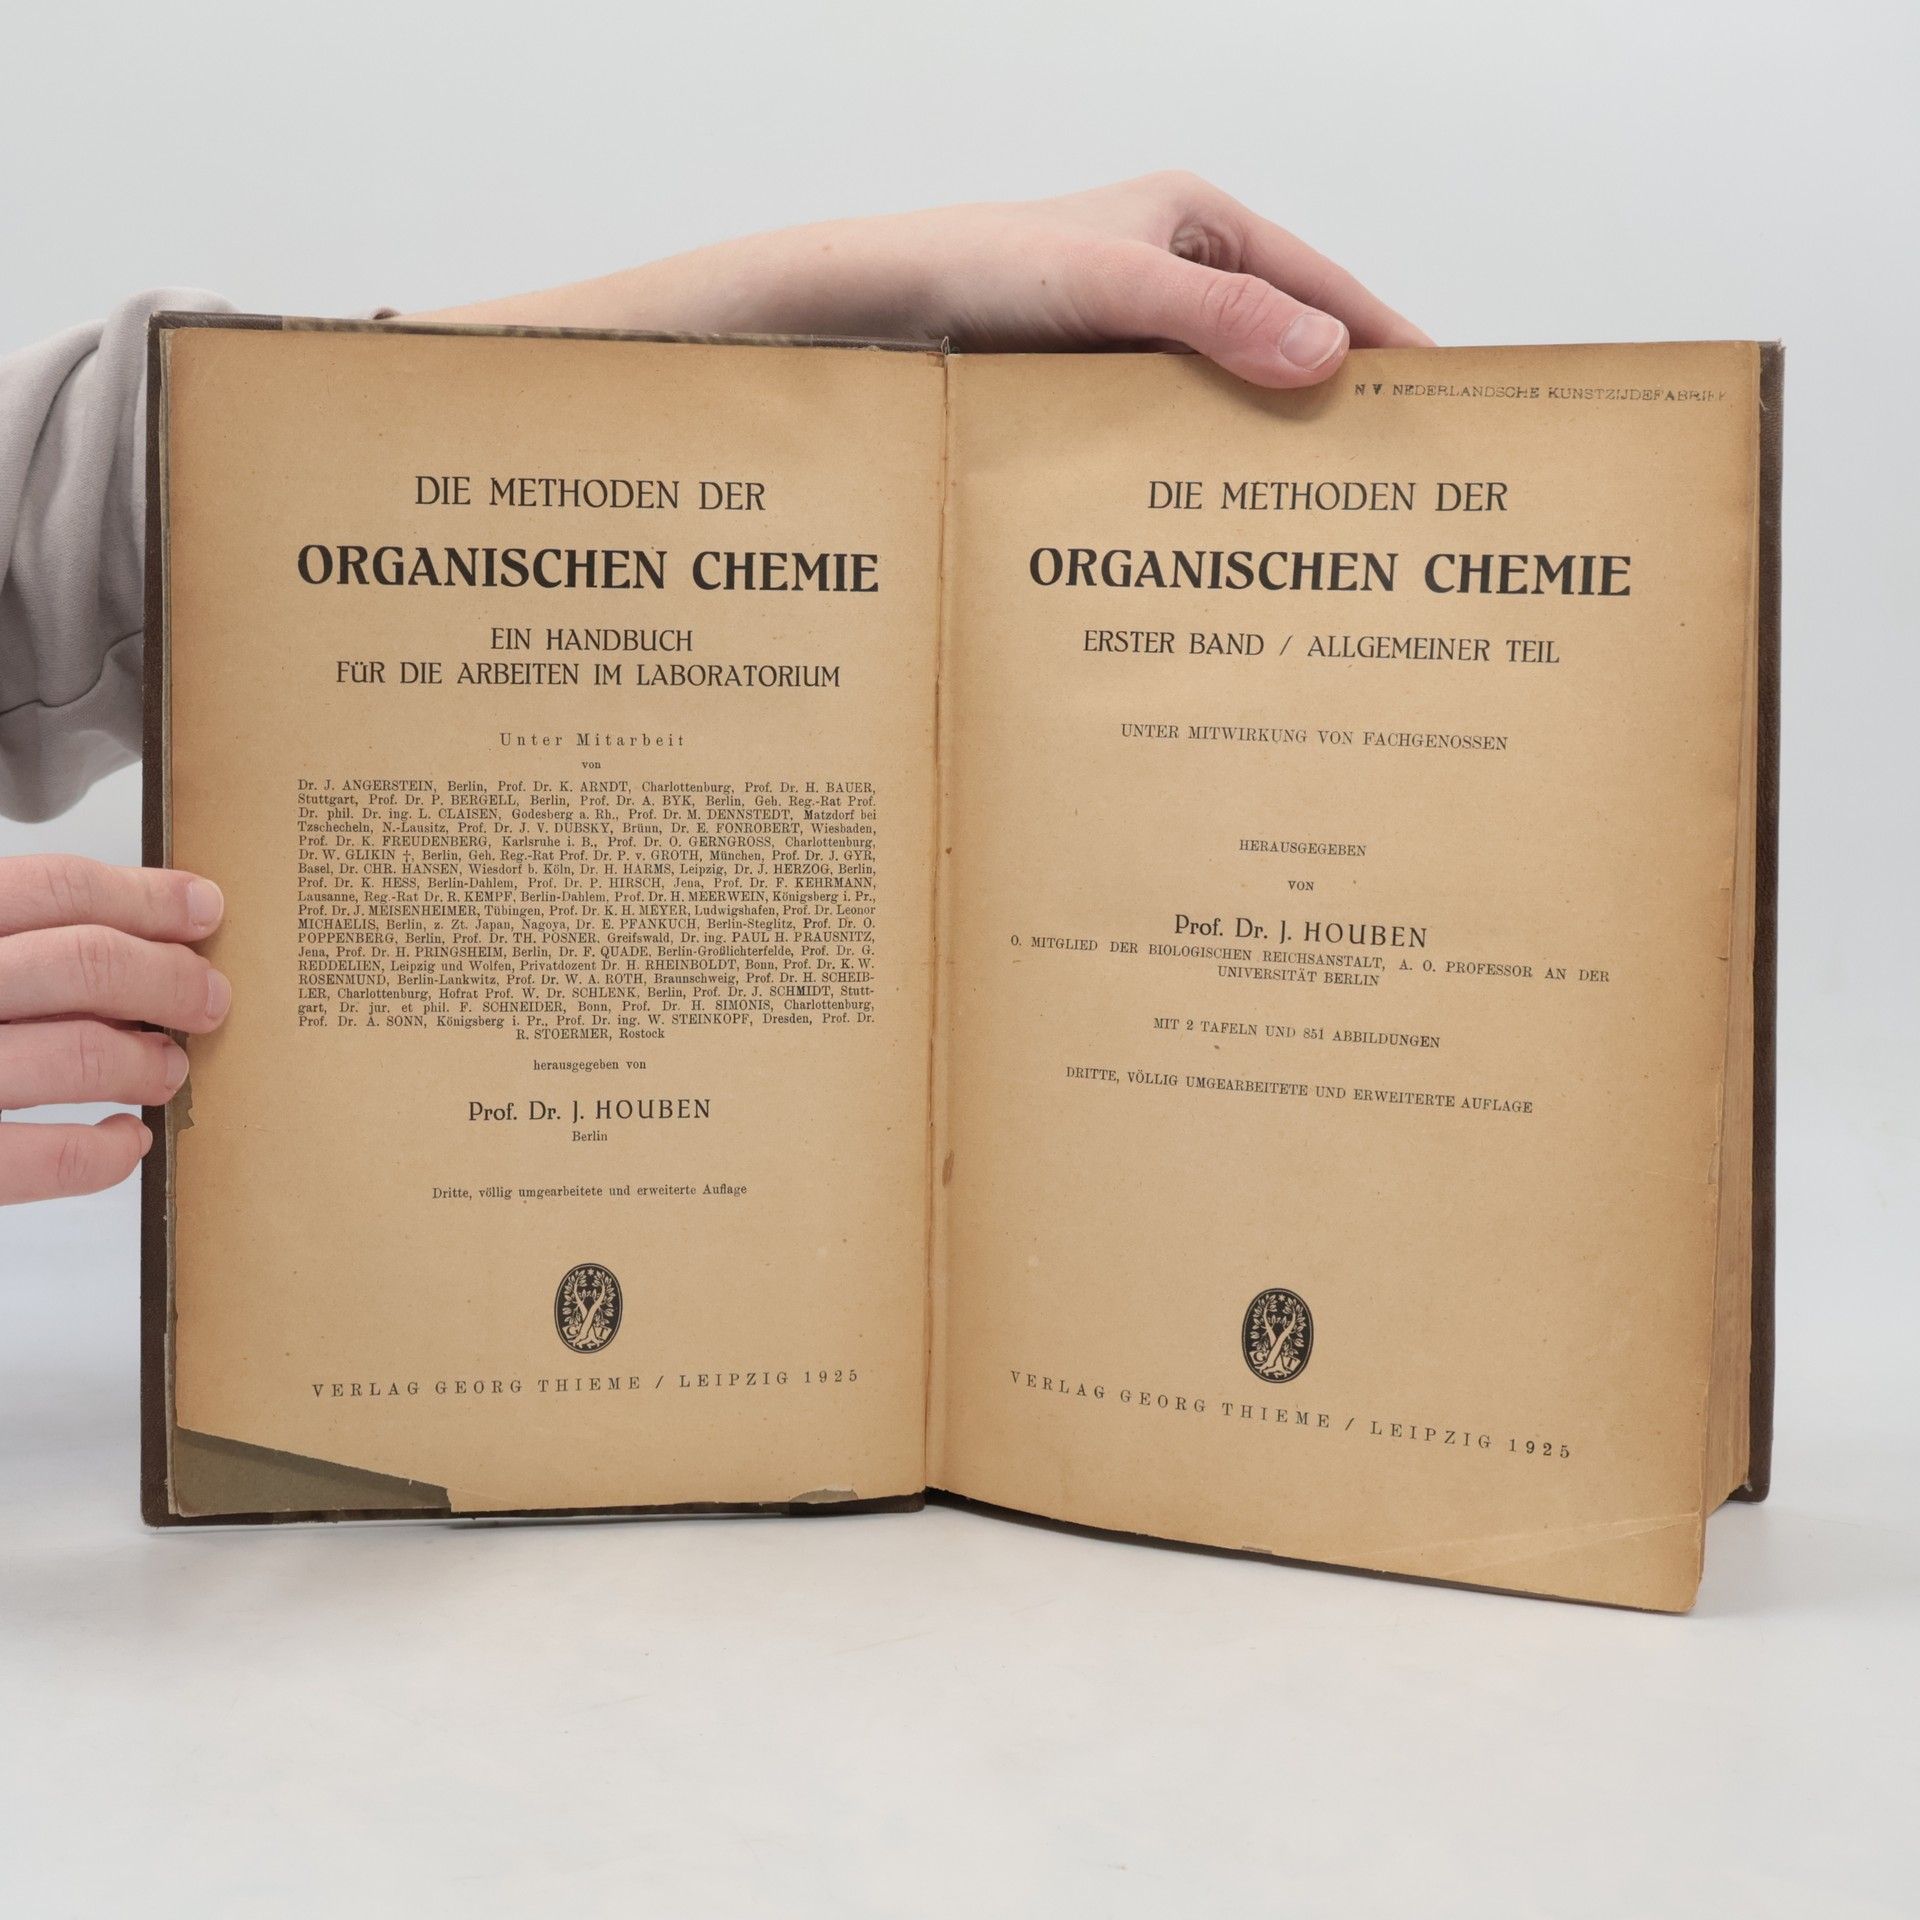 DIE METHODEN DER
ORGANISCHEN CHEMIE
EIN HANDBUCH
FÜR DIE ARBEITEN IM LABORATORIUM
Unter Mitarbeit
von
Dr. J. ANGERSTEIN, Berlin, Prof. Dr. K. ARNDT, Charlottenburg, Prof. Dr. H. BAUER,
Stuttgart, Prof. Dr. P. BERGELL, Berlin, Prof. Dr. A. BYK, Berlin, Geh. Reg.-Rat Prof.
Dr. phil. Dr. ing. L. CLAISEN, Godesberg a. Rh., Prof. Dr. M. DENNSTEDT, Matzdorf bei
Tzschecheln, N.-Lausitz, Prof. Dr. J. V. DUBSKY, Brünn, Dr. E. FONROBERT, Wiesbaden,
Prof. Dr. K. FREUDENBERG, Karlsruhe i. B., Prof. Dr. O. GERNGROSS, Charlottenburg,
Dr. W. GLIKIN †, Berlin, Geh. Reg.-Rat Prof. Dr. P. v. GROTH, München, Prof. Dr. J. GYR,
Basel, Dr. CHR. HANSEN, Wiesdorf b. Köln, Dr. H. HARMS, Leipzig, Dr. J. HERZOG, Berlin,
Prof. Dr. K. HESS, Berlin-Dahlem, Prof. Dr. P. HIRSCH, Jena, Prof. Dr. F. KEHRMANN,
Lausanne, Reg.-Rat Dr. R. KEMPF, Berlin-Dahlem, Prof. Dr. H. MEERWEIN, Königsberg i. Pr.,
Prof. Dr. J. MEISENHEIMER, Tübingen, Prof. Dr. K. H. MEYER, Ludwigshafen, Prof. Dr. Leonor
MICHAELIS, Berlin, z. Zt. Japan, Nagoya, Dr. E. PFANKUCH, Berlin-Steglitz, Prof. Dr. O.
POPPENBERG, Berlin, Prof. Dr. TH. POSNER, Greifswald, Dr. ing. PAUL H. PRAUSNITZ,
Jena, Prof. Dr. H. PRINGSHEIM, Berlin, Dr. F. QUADE, Berlin-Großlichterfelde, Prof. Dr. G.
REDDELIEN, Leipzig und Wolfen, Privatdozent Dr. H. RHEINBOLDT, Bonn, Prof. Dr. K. W.
ROSENMUND, Berlin-Lankwitz, Prof. Dr. W. A. ROTH, Braunschweig, Prof. Dr. H. SCHEIB-
LER, Charlottenburg, Hofrat Prof. W. Dr. SCHLENK, Berlin, Prof. Dr. J. SCHMIDT, Stutt-
gart, Dr. jur. et phil. F. SCHNEIDER, Bonn, Prof. Dr. H. SIMONIS, Charlottenburg,
Prof. Dr. A. SONN, Königsberg i. Pr., Prof. Dr. ing. W. STEINKOPF, Dresden, Prof. Dr.
R. STOERMER, Rostock
herausgegeben von
Prof. Dr. J. HOUBEN
Berlin
Dritte, völlig umgearbeitete und erweiterte Auflage
G T
VERLAG GEORG THIEME / LEIPZIG 1925
N.V. NEDERLANDSCHE KUNSTZIJDEFABRIEK
DIE METHODEN DER
ORGANISCHEN CHEMIE
ERSTER BAND / ALLGEMEINER TEIL
UNTER MITWIRKUNG VON FACHGENOSSEN
HERAUSGEGEBEN
VON
Prof. Dr. J. HOUBEN
O. MITGLIED DER BIOLOGISCHEN REICHSANSTALT, A. O. PROFESSOR AN DER
UNIVERSITÄT BERLIN
MIT 2 TAFELN UND 851 ABBILDUNGEN
DRITTE, VÖLLIG UMGEARBEITETE UND ERWEITERTE AUFLAGE
G T
VERLAG GEORG THIEME / LEIPZIG 1925